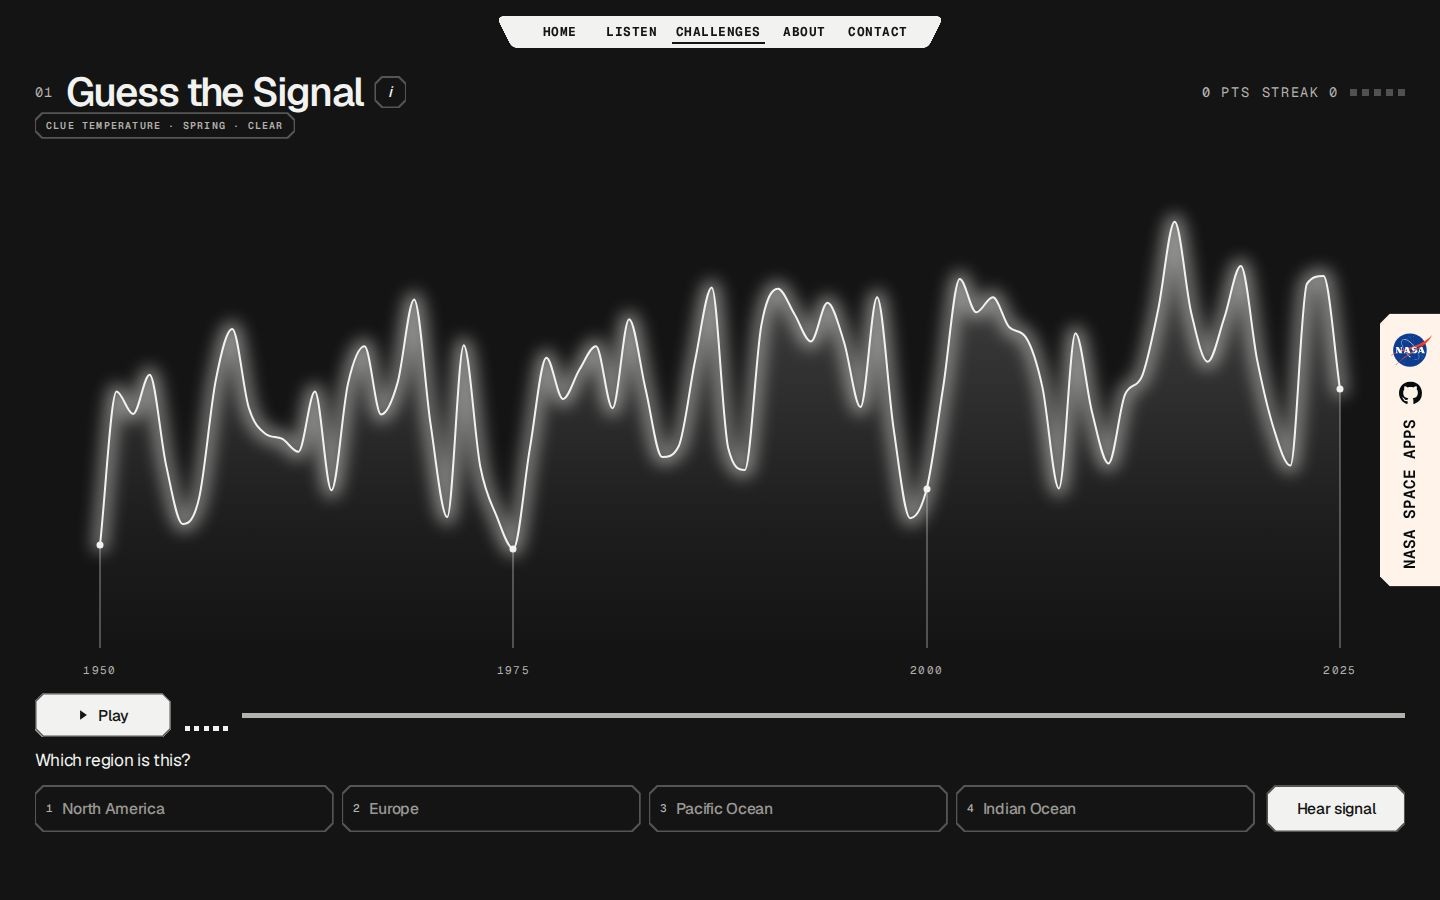 HOME LISTEN CHALLENGES ABOUT CONTACT
01 Guess the Signal i
0 PTS STREAK 0
CLUE TEMPERATURE · SPRING · CLEAR
NASA
NASA SPACE APPS
1950 1975 2000 2025
Play
Which region is this?
1 North America
2 Europe
3 Pacific Ocean
4 Indian Ocean
Hear signal